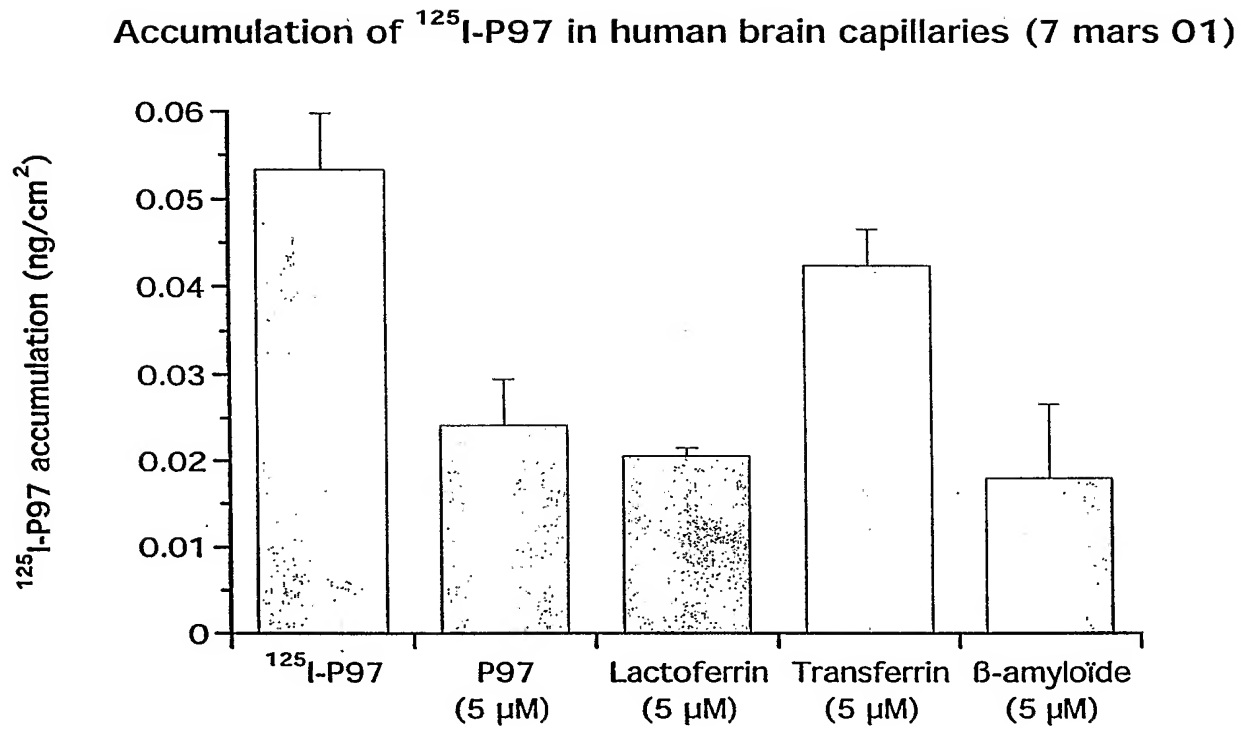 Accumulation of ¹²⁵I-P97 in human brain capillaries (7 mars 01)
¹²⁵I-P97 accumulation (ng/cm²)
0.06
0.05
0.04
0.03
0.02
0.01
0
¹²⁵I-P97 P97 Lactoferrin Transferrin ß-amyloïde
(5 µM) (5 µM) (5 µM) (5 µM)